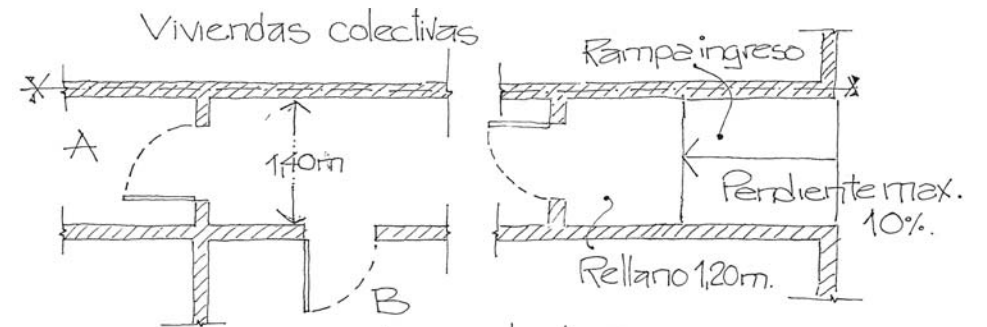 Viviendas colectivas
Rampa ingreso
A
1,40m
Pendiente max.
10%.
Rellano 1,20m.
B